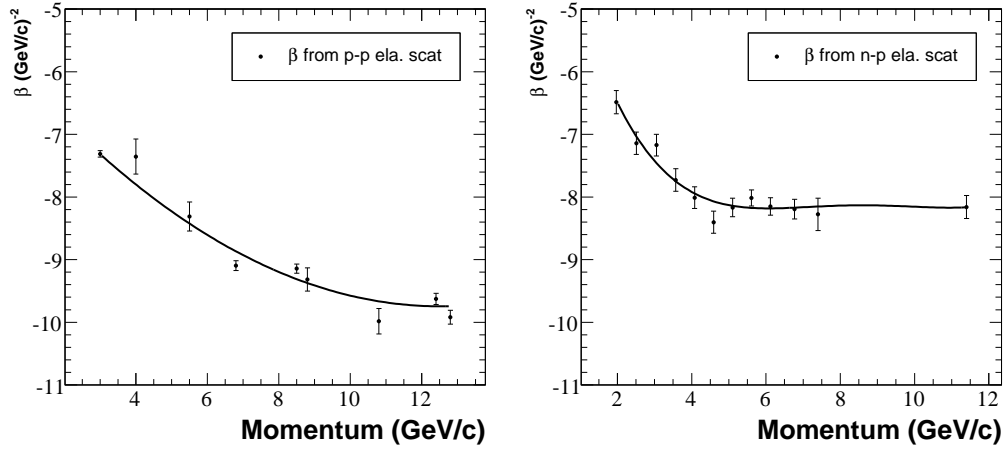 β (GeV/c)⁻²
-5
-6
-7
-8
-9
-10
-11
β from p-p ela. scat
4 6 8 10 12
Momentum (GeV/c)
β (GeV/c)⁻²
-5
-6
-7
-8
-9
-10
-11
β from n-p ela. scat
2 4 6 8 10 12
Momentum (GeV/c)